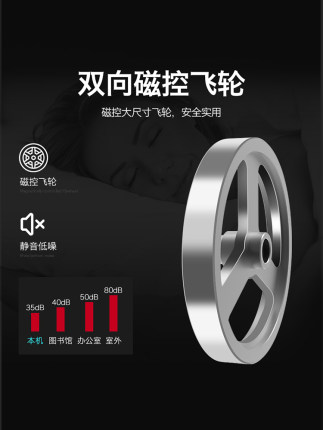 双向磁控飞轮
磁控大尺寸飞轮，安全实用
磁控飞轮
静音低噪
35dB 40dB 50dB 80dB
本机 图书馆 办公室 室外